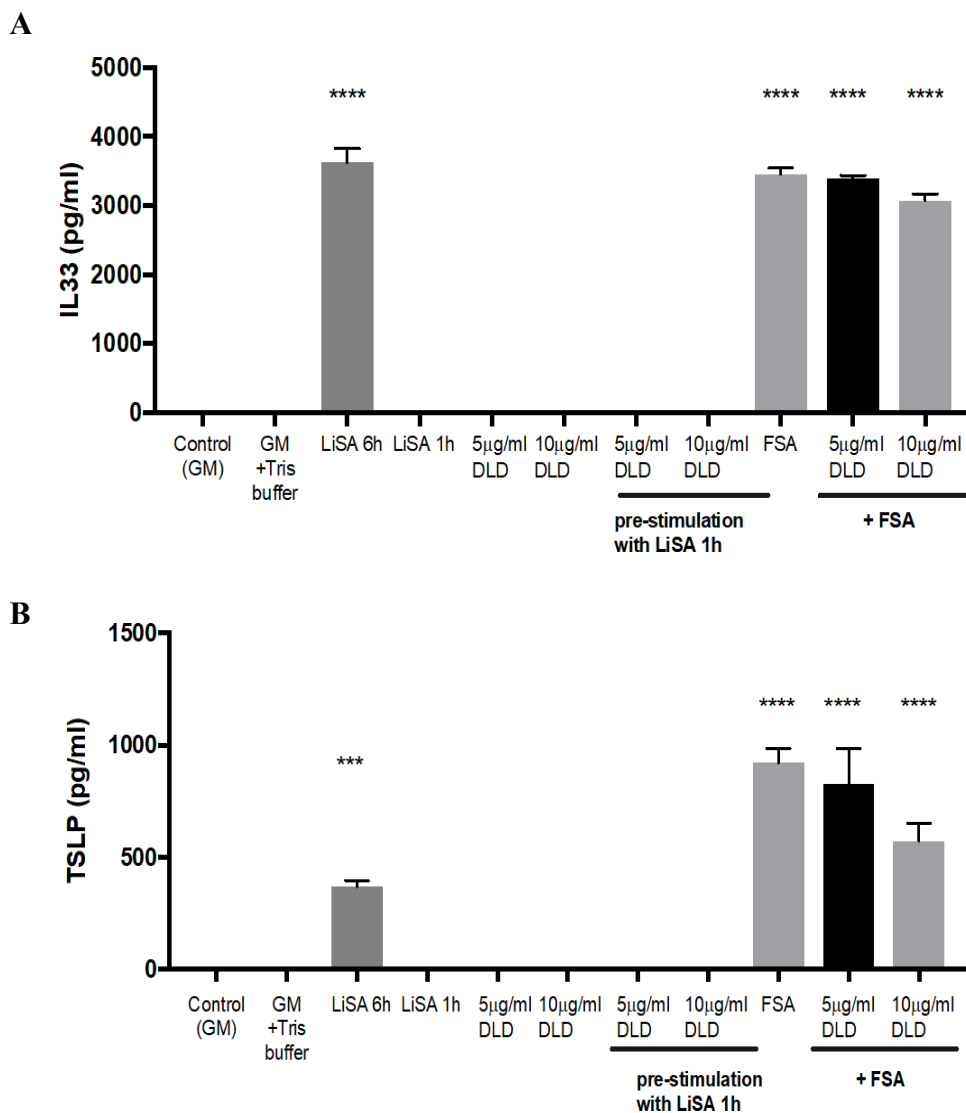 A
IL33 (pg/ml)
5000
4000
3000
2000
1000
0
**** **** **** ****
Control GM LiSA 6h LiSA 1h 5μg/ml 10μg/ml 5μg/ml 10μg/ml FSA 5μg/ml 10μg/ml
(GM) +Tris DLD DLD DLD DLD DLD DLD
buffer
pre-stimulation + FSA
with LiSA 1h
B
TSLP (pg/ml)
1500
1000
500
0
*** **** **** ****
Control GM LiSA 6h LiSA 1h 5μg/ml 10μg/ml 5μg/ml 10μg/ml FSA 5μg/ml 10μg/ml
(GM) +Tris DLD DLD DLD DLD DLD DLD
buffer
pre-stimulation + FSA
with LiSA 1h